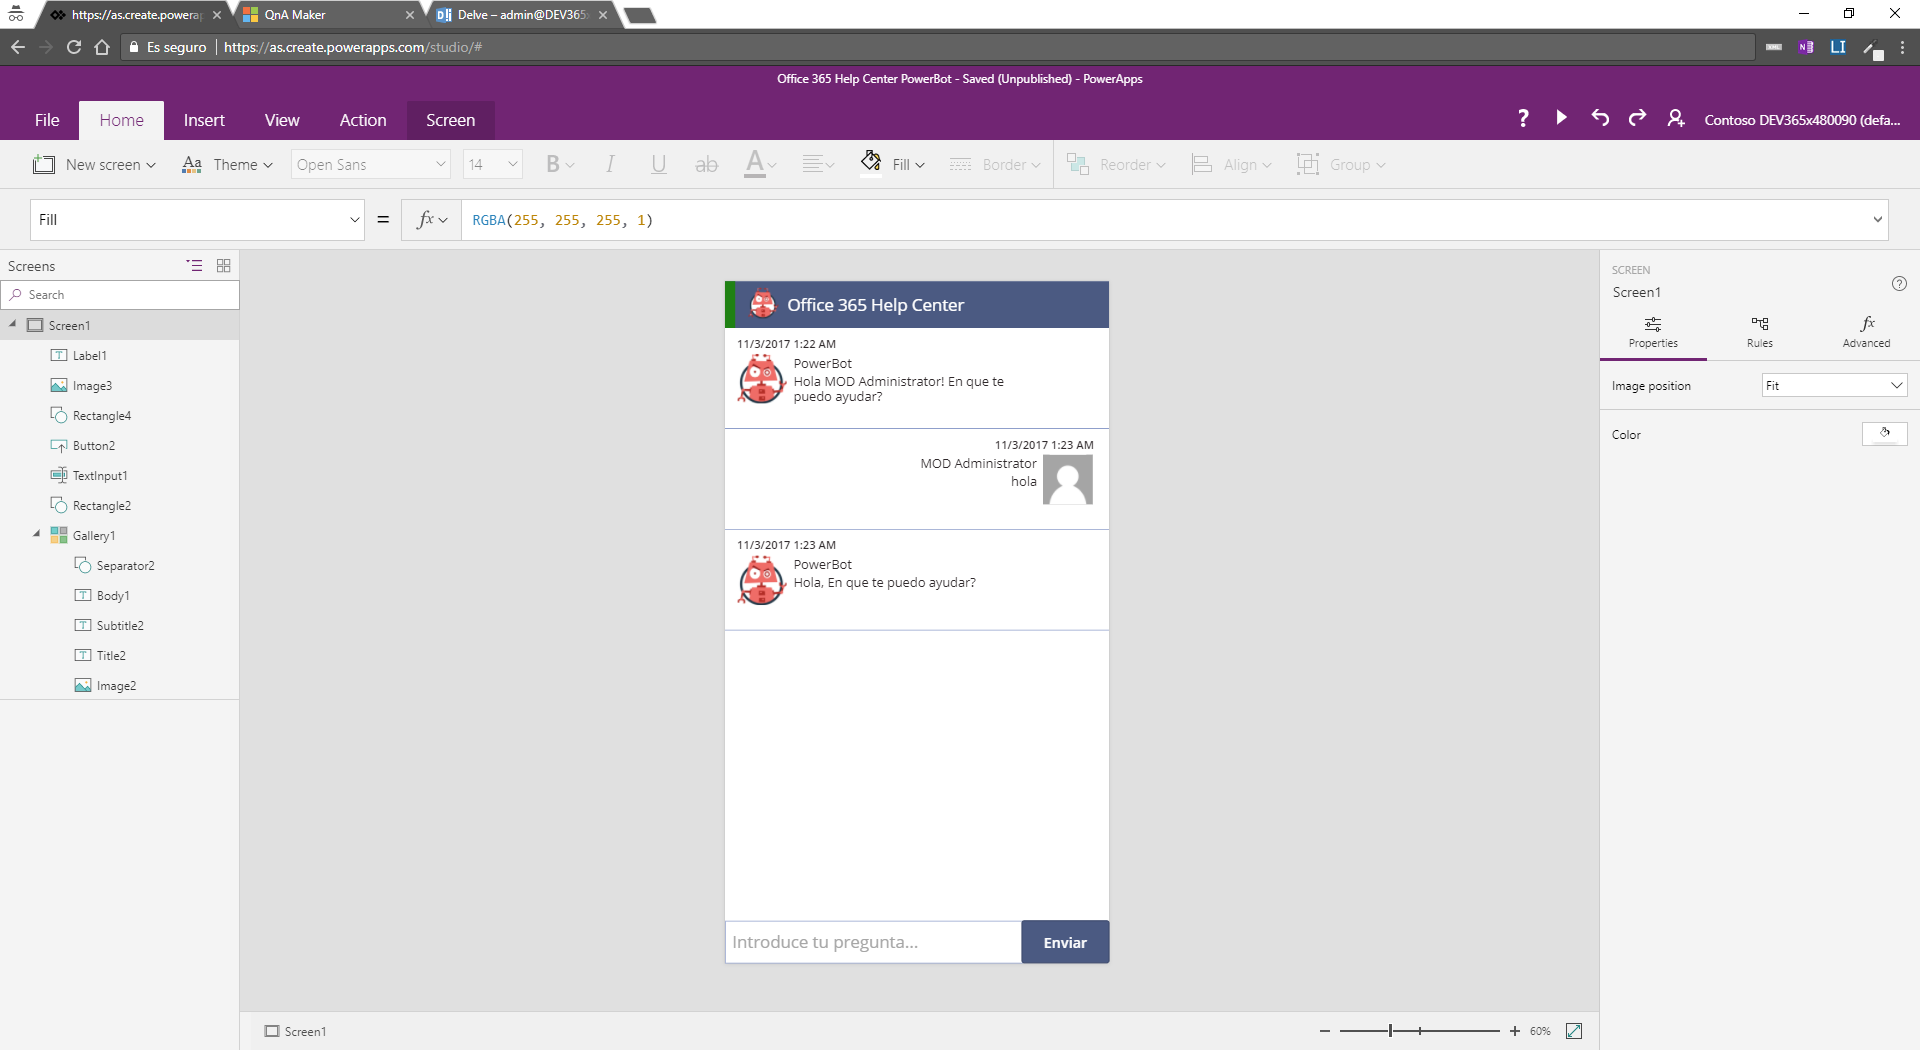 https://as.create.powerap
QnA Maker
Delve – admin@DEV365
Es seguro
https://as.create.powerapps.com/studio/#
Office 365 Help Center PowerBot - Saved (Unpublished) - PowerApps
File
Home
Insert
View
Action
Screen
Contoso DEV365x480090 (defa...
New screen
Theme
Open Sans
14
B
I
U
ab
A
Fill
Border
Reorder
Align
Group
Fill
=
fx
RGBA(255, 255, 255, 1)
Screens
Search
Screen1
Label1
Image3
Rectangle4
Button2
TextInput1
Rectangle2
Gallery1
Separator2
Body1
Subtitle2
Title2
Image2
Office 365 Help Center
11/3/2017 1:22 AM
PowerBot
Hola MOD Administrator! En que te
puedo ayudar?
11/3/2017 1:23 AM
MOD Administrator
hola
11/3/2017 1:23 AM
PowerBot
Hola, En que te puedo ayudar?
Introduce tu pregunta...
Enviar
SCREEN
Screen1
Properties
Rules
Advanced
Image position
Fit
Color
Screen1
60%